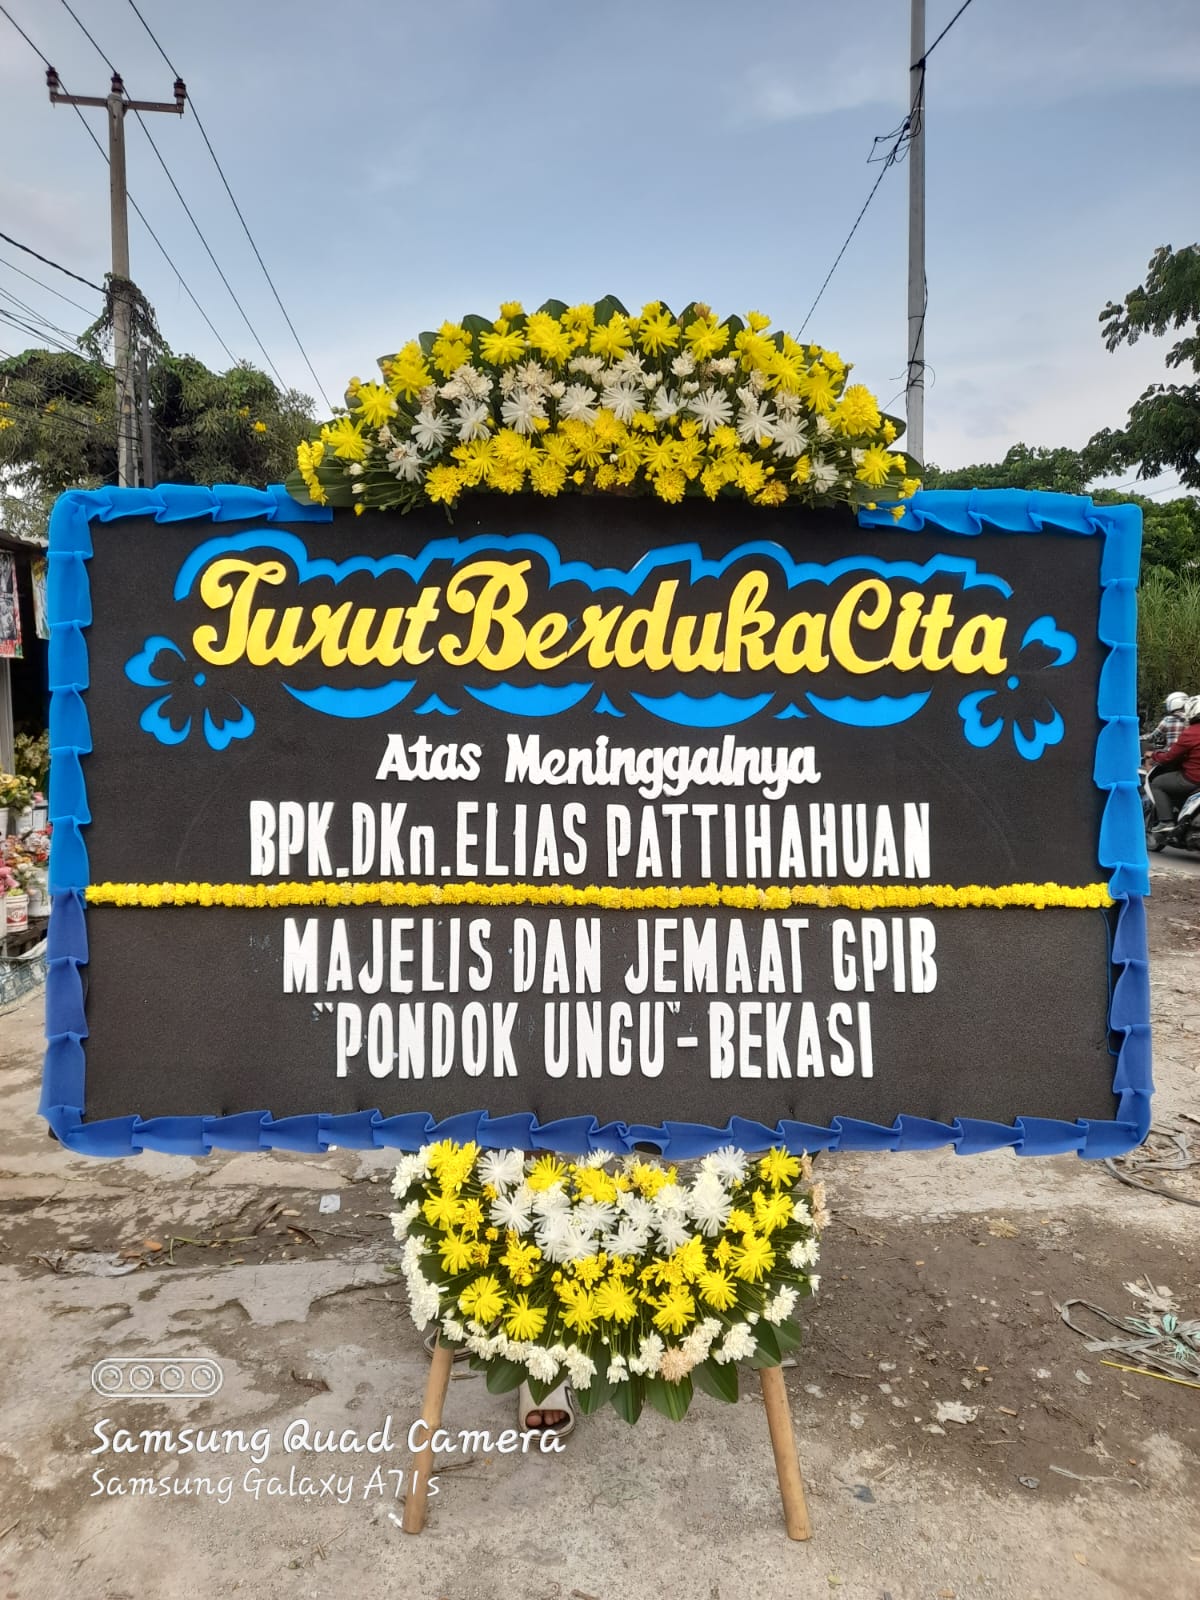 Turut Berduka Cita
Atas Meninggalnya
BPK.DKn.ELIAS PATTIHAHUAN
MAJELIS DAN JEMAAT GPIB
"PONDOK UNGU"-BEKASI
Samsung Quad Camera
Samsung Galaxy A71s